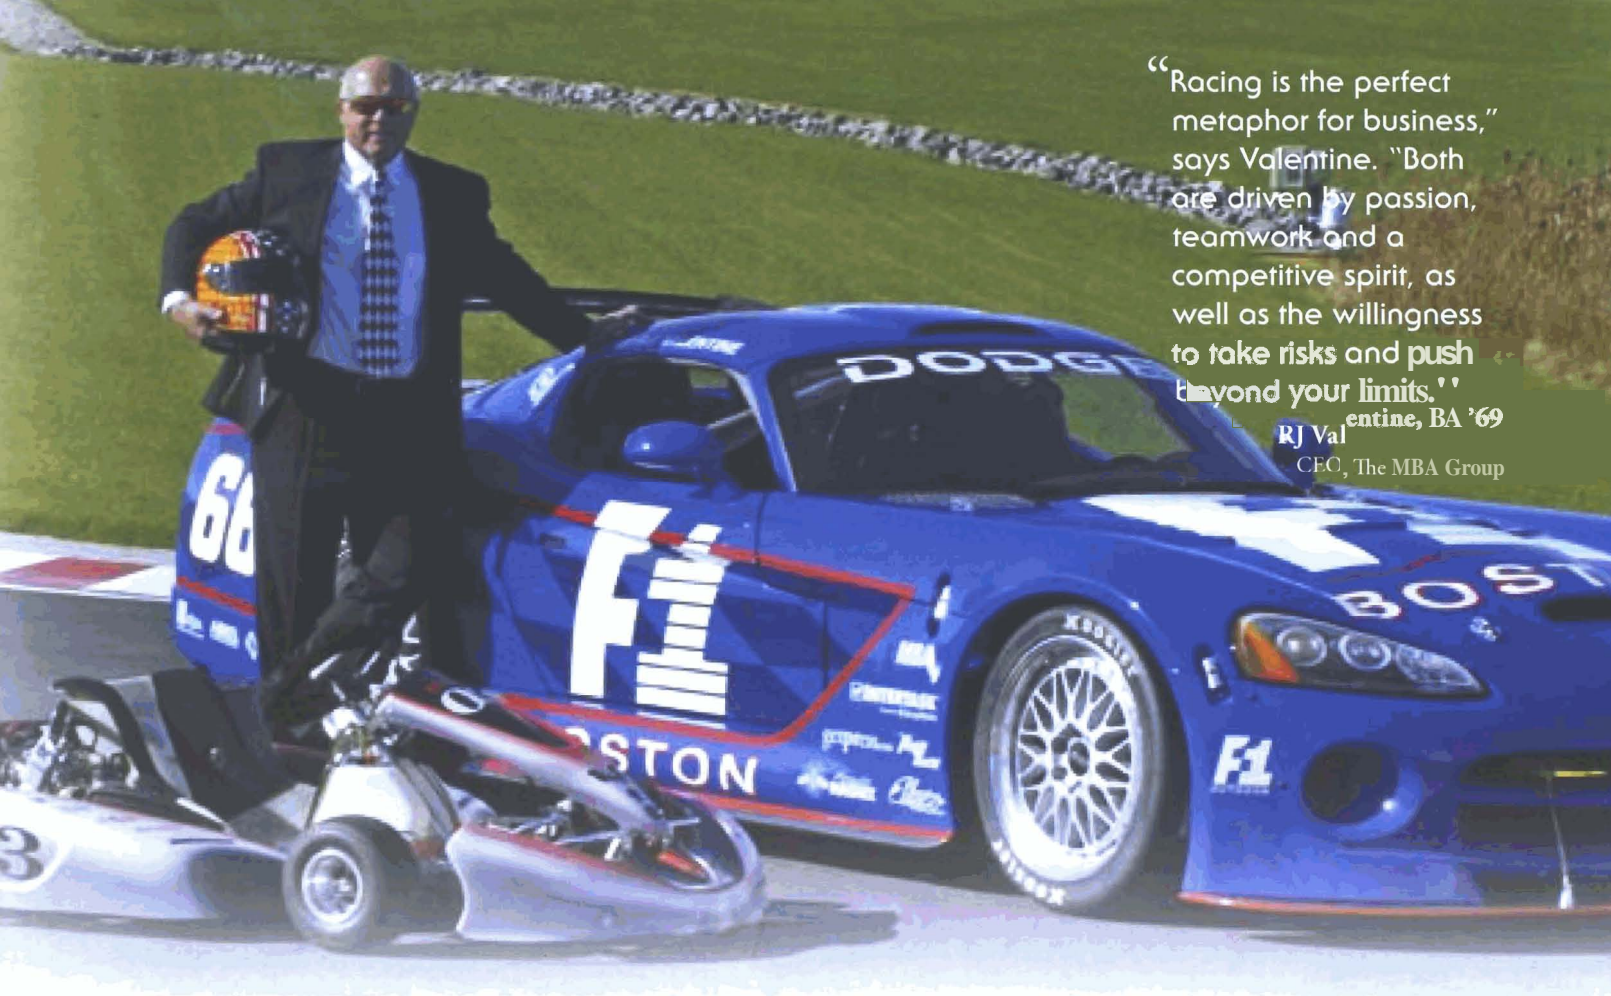 “Racing is the perfect
metaphor for business,”
says Valentine. “Both
are driven by passion,
teamwork and a
competitive spirit, as
well as the willingness
to take risks and push
beyond your limits.''
RJ Valentine, BA ’69
CEO, The MBA Group
DODGE
66
F1
BOST
F1
STON
3